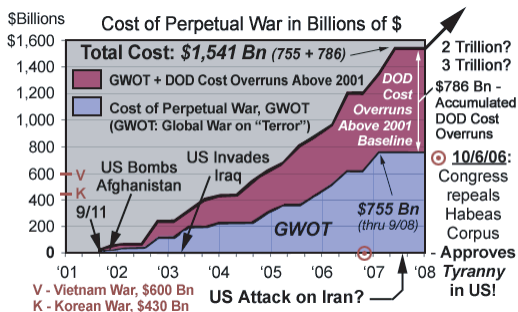 $Billions
Cost of Perpetual War in Billions of $
$1,600
1,400
1,200
1,000
800
600
400
200
0
V
K
Total Cost: $1,541 Bn (755 + 786)
GWOT + DOD Cost Overruns Above 2001
Cost of Perpetual War, GWOT
(GWOT: Global War on “Terror”)
DOD
Cost
Overruns
Above 2001
Baseline
US Bombs
Afghanistan
US Invades
Iraq
9/11
GWOT
$755 Bn
(thru 9/08)
'01
'02
'03
'04
'05
'06
'07
'08
V - Vietnam War, $600 Bn
K - Korean War, $430 Bn
US Attack on Iran?
2 Trillion?
3 Trillion?
$786 Bn -
Accumulated
DOD Cost
Overruns
10/6/06:
Congress
repeals
Habeas
Corpus
- Approves
Tyranny
in US!